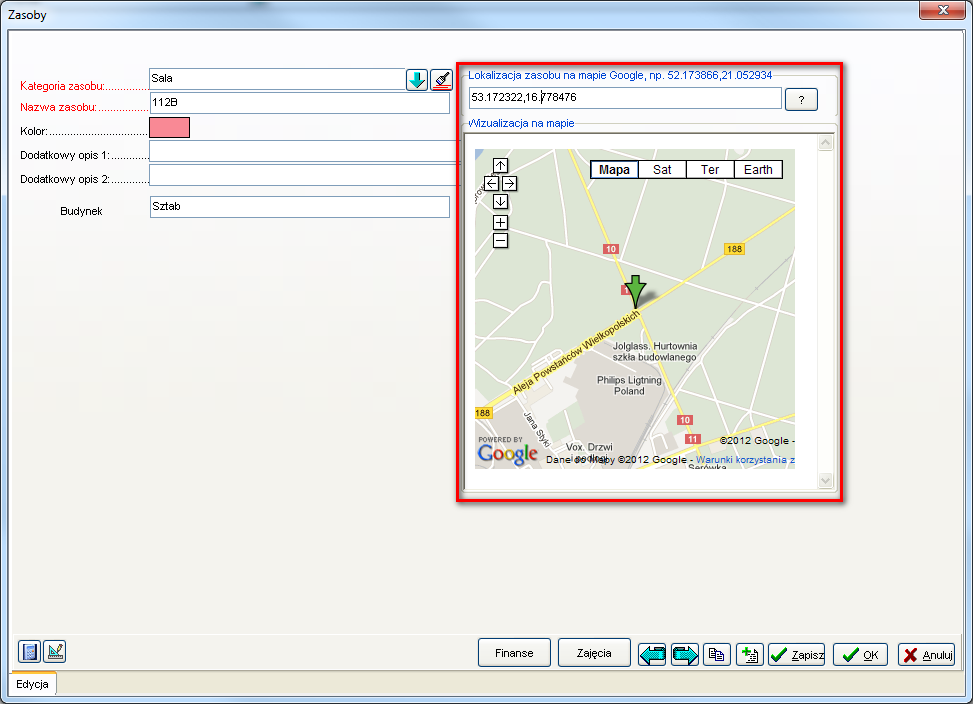 Zasoby
Kategoria zasobu:
Sala
Nazwa zasobu:
112B
Kolor:
Dodatkowy opis 1:
Dodatkowy opis 2:
Budynek
Sztab
Lokalizacja zasobu na mapie Google, np. 52.173866,21.052934
53.172322,16.778476
?
Wizualizacja na mapie
Mapa Sat Ter Earth
10
188
Aleja Powstańców Wielkopolskich
Jolglass. Hurtownia
szkła budowlanego
Philips Ligtning
Poland
188
Jana Styki
10
11
POWERED BY
Google
Vox. Drzwi
©2012 Google -
Dane do Mapy ©2012 Google - Warunki korzystania z
Serówka
Finanse
Zajęcia
Zapisz
OK
Anuluj
Edycja